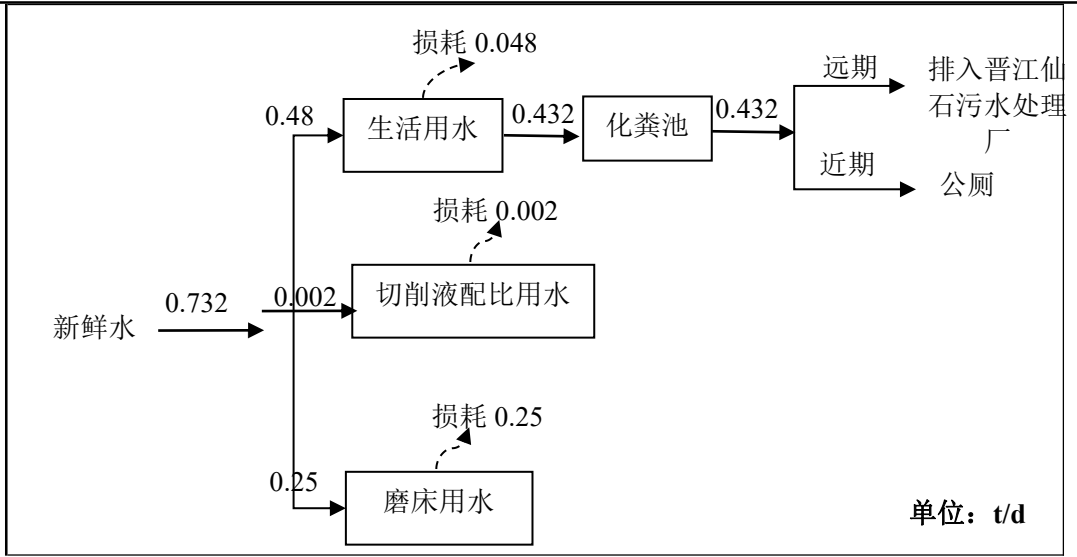 损耗 0.048
远期
排入晋江仙
石污水处理
厂
0.48
生活用水
0.432
化粪池
0.432
近期
公厕
损耗 0.002
新鲜水
0.732
0.002
切削液配比用水
损耗 0.25
0.25
磨床用水
单位：t/d